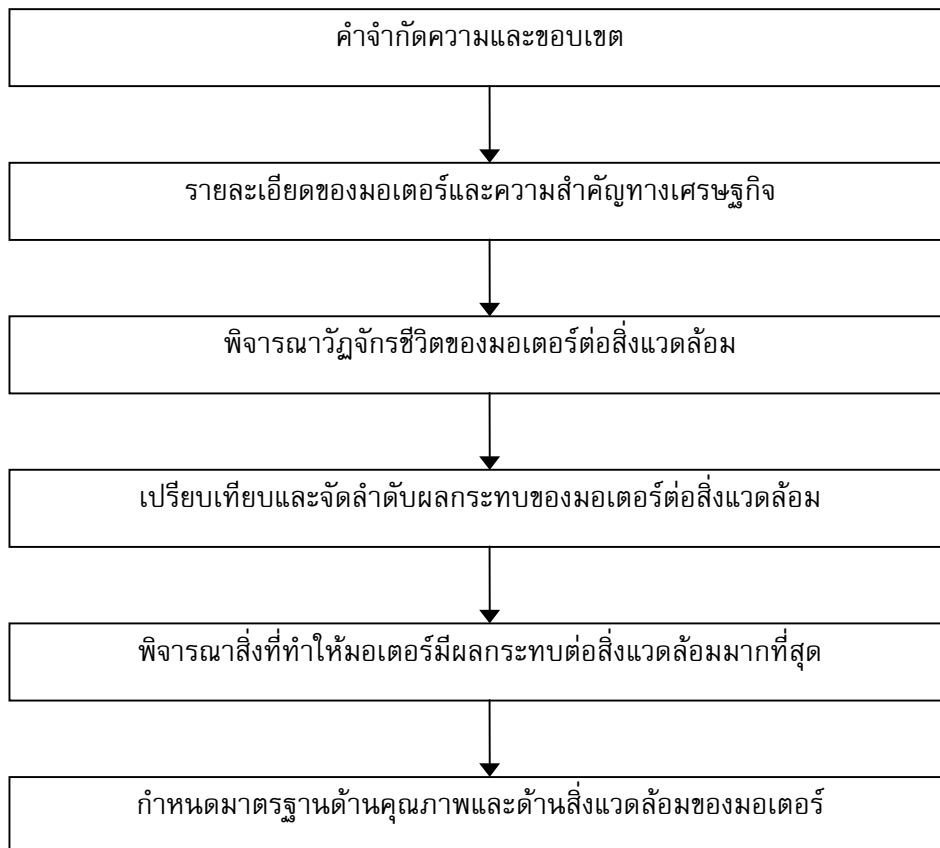 คำจำกัดความและขอบเขต
รายละเอียดของมอเตอร์และความสำคัญทางเศรษฐกิจ
พิจารณาวัฏจักรชีวิตของมอเตอร์ต่อสิ่งแวดล้อม
เปรียบเทียบและจัดลำดับผลกระทบของมอเตอร์ต่อสิ่งแวดล้อม
พิจารณาสิ่งที่ทำให้มอเตอร์มีผลกระทบต่อสิ่งแวดล้อมมากที่สุด
กำหนดมาตรฐานด้านคุณภาพและด้านสิ่งแวดล้อมของมอเตอร์